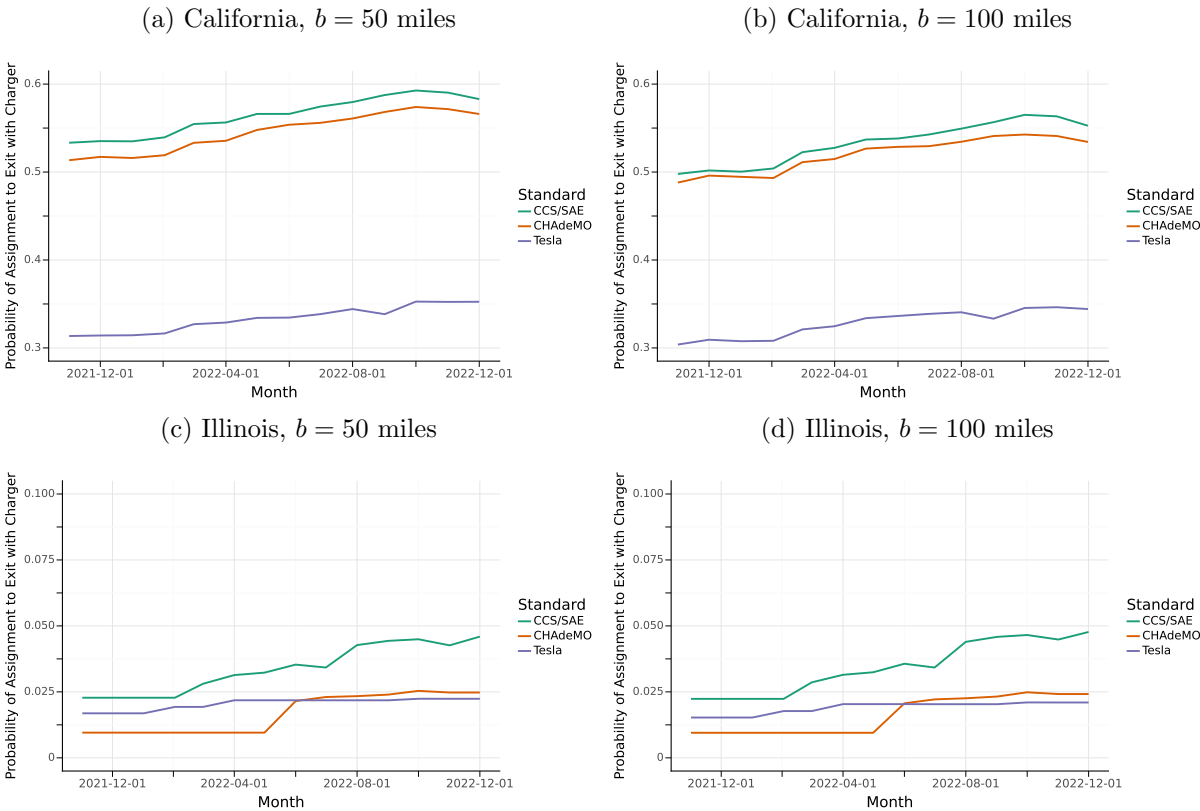 (a) California, b = 50 miles
Probability of Assignment to Exit with Charger
0.6
0.5
0.4
0.3
2021-12-01 2022-04-01 2022-08-01 2022-12-01
Month
Standard
CCS/SAE
CHAdeMO
Tesla
(b) California, b = 100 miles
Probability of Assignment to Exit with Charger
0.6
0.5
0.4
0.3
2021-12-01 2022-04-01 2022-08-01 2022-12-01
Month
Standard
CCS/SAE
CHAdeMO
Tesla
(c) Illinois, b = 50 miles
Probability of Assignment to Exit with Charger
0.100
0.075
0.050
0.025
0
2021-12-01 2022-04-01 2022-08-01 2022-12-01
Month
Standard
CCS/SAE
CHAdeMO
Tesla
(d) Illinois, b = 100 miles
Probability of Assignment to Exit with Charger
0.100
0.075
0.050
0.025
0
2021-12-01 2022-04-01 2022-08-01 2022-12-01
Month
Standard
CCS/SAE
CHAdeMO
Tesla